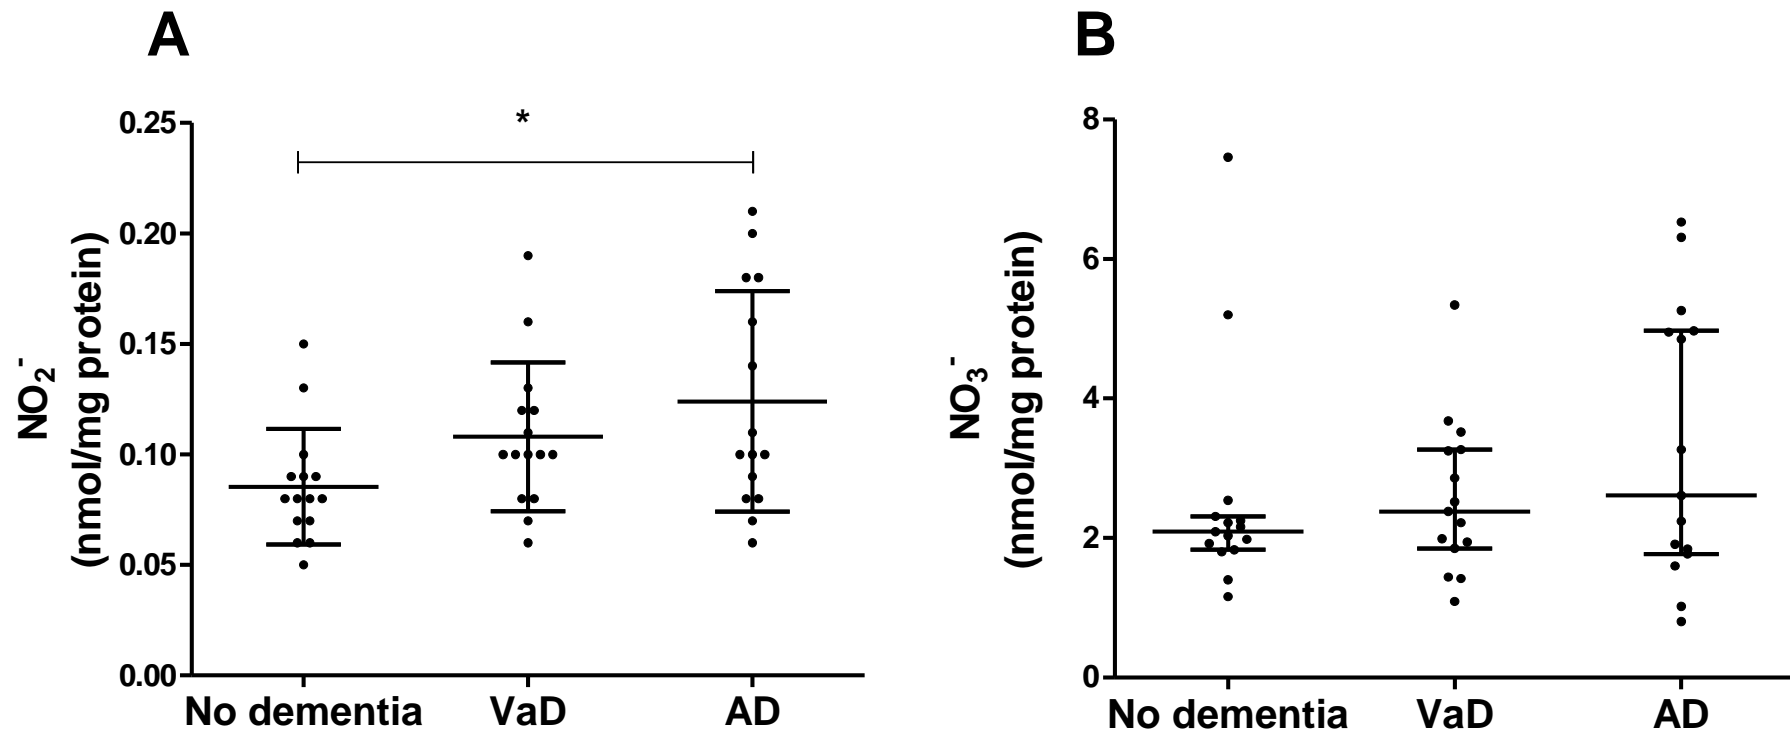 A
*
0.25
0.20
0.15
0.10
0.05
0.00
NO₂⁻
(nmol/mg protein)
No dementia VaD AD
B
8
6
4
2
0
NO₃⁻
(nmol/mg protein)
No dementia VaD AD